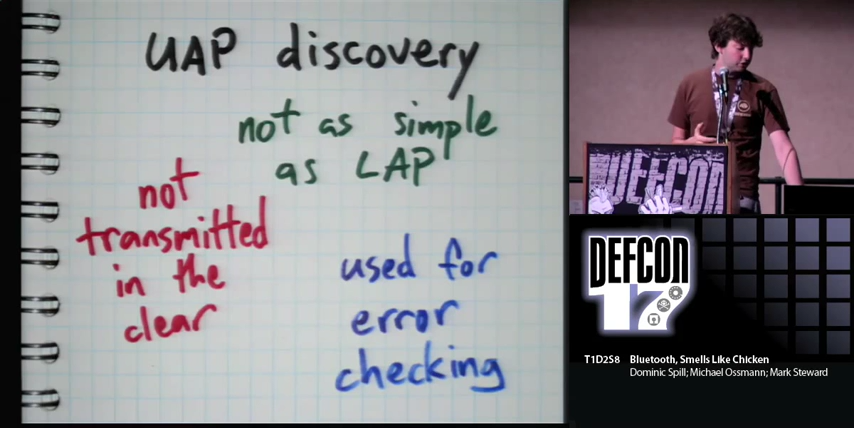 UAP discovery
not as simple
as LAP
not
transmitted
in the
clear
used for
error
checking
DEFCON
DEFCON
17
T1D2S8 Bluetooth, Smells Like Chicken
Dominic Spill; Michael Ossmann; Mark Steward